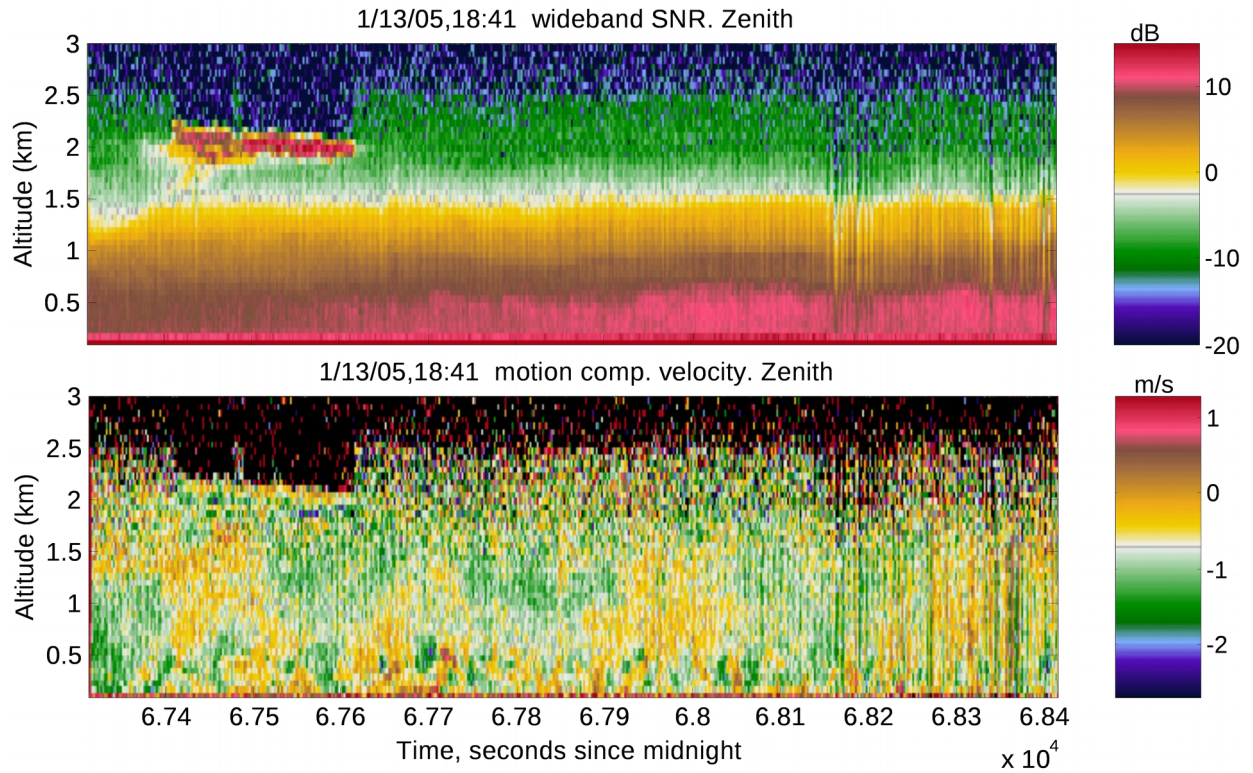 1/13/05,18:41 wideband SNR. Zenith
dB
3
2.5
2
1.5
1
0.5
Altitude (km)
10
0
-10
-20
1/13/05,18:41 motion comp. velocity. Zenith
m/s
3
2.5
2
1.5
1
0.5
Altitude (km)
1
0
-1
-2
6.74 6.75 6.76 6.77 6.78 6.79 6.8 6.81 6.82 6.83 6.84
Time, seconds since midnight
x 10⁴